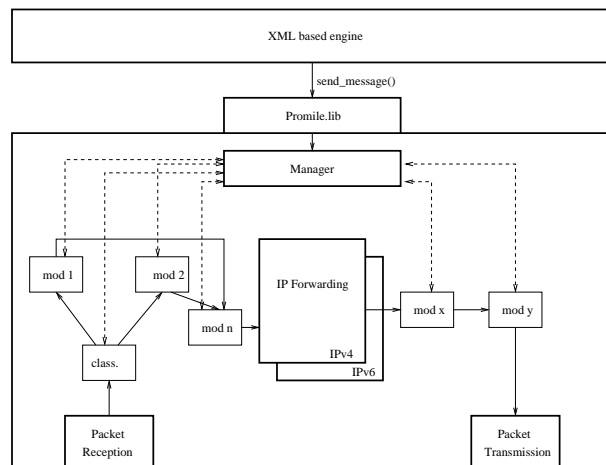 XML based engine
send_message()
Promile.lib
Manager
mod 1
mod 2
IP Forwarding
mod n
mod x
mod y
IPv4
class.
IPv6
Packet
Reception
Packet
Transmission